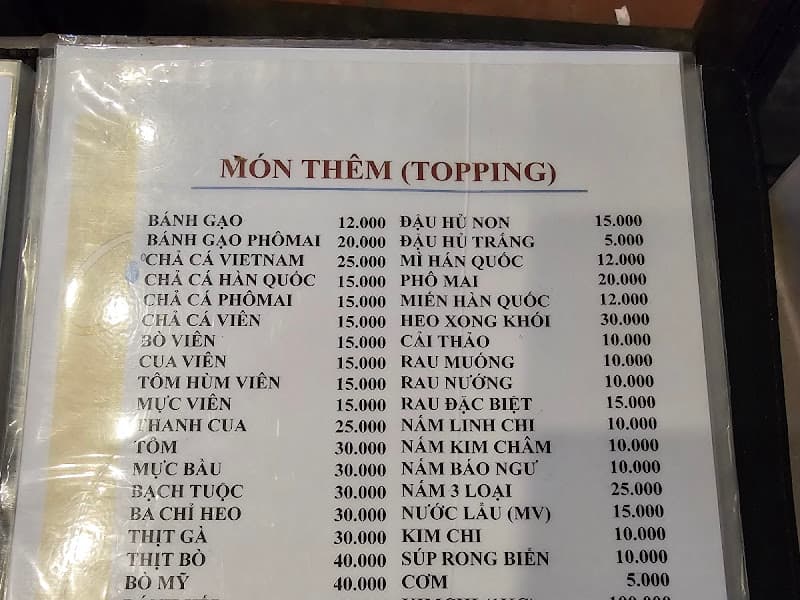 MÓN THÊM (TOPPING)
BÁNH GẠO 12.000 ĐẬU HỦ NON 15.000
BÁNH GẠO PHÔMAI 20.000 ĐẬU HỦ TRẮNG 5.000
CHẢ CÁ VIETNAM 25.000 MÌ HÁN QUỐC 12.000
CHẢ CÁ HÀN QUỐC 15.000 PHÔ MAI 20.000
CHẢ CÁ PHÔMAI 15.000 MIẾN HÀN QUỐC 12.000
CHẢ CÁ VIÊN 15.000 HEO XONG KHÓI 30.000
BÒ VIÊN 15.000 CẢI THẢO 10.000
CUA VIÊN 15.000 RAU MUÓNG 10.000
TÔM HÙM VIÊN 15.000 RAU NƯỚNG 10.000
MỰC VIÊN 15.000 RAU ĐẶC BIỆT 15.000
THANH CUA 25.000 NẤM LINH CHI 10.000
TÔM 30.000 NẤM KIM CHÂM 10.000
MỰC BẦU 30.000 NẤM BÁO NGƯ 10.000
BẠCH TUỘC 30.000 NẤM 3 LOẠI 25.000
BA CHỈ HEO 30.000 NƯỚC LẨU (MV) 15.000
THỊT GÀ 30.000 KIM CHI 10.000
THỊT BÒ 40.000 SÚP RONG BIỂN 10.000
BÒ MỸ 40.000 CƠM 5.000